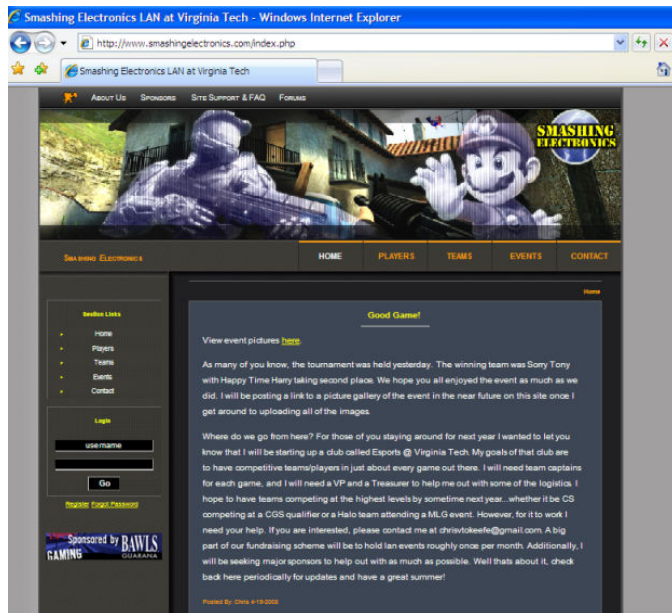 Smashing Electronics LAN at Virginia Tech - Windows Internet Explorer
http://www.smashingelectronics.com/index.php
Smashing Electronics LAN at Virginia Tech
About Us Sponsors Site Support & FAQ Forums
SMASHING
ELECTRONICS
Smashing Electronics
HOME PLAYERS TEAMS EVENTS CONTACT
Home
Section Links
Home
Players
Teams
Events
Contact
Login
username
Go
Register Forgot Password
Sponsored by BAWLS
GAMING GUARANA
Good Game!
View event pictures here.
As many of you know, the tournament was held yesterday. The winning team was Sorry Tony
with Happy Time Harry taking second place. We hope you all enjoyed the event as much as we
did. I will be posting a link to a picture gallery of the event in the near future on this site once I
get around to uploading all of the images.
Where do we go from here? For those of you staying around for next year I wanted to let you
know that I will be starting up a club called Esports @ Virginia Tech. My goals of that club are
to have competitive teams/players in just about every game out there. I will need team captains
for each game, and I will need a VP and a Treasurer to help me out with some of the logistics. I
hope to have teams competing at the highest levels by sometime next year...whether it be CS
competing at a CGS qualifier or a Halo team attending a MLG event. However, for it to work I
need your help. If you are interested, please contact me at chrisvtokeefe@gmail.com. A big
part of our fundraising scheme will be to hold lan events roughly once per month. Additionally, I
will be seeking major sponsors to help out with as much as possible. Well thats about it, check
back here periodically for updates and have a great summer!
Posted By: Chris 4-19-2008